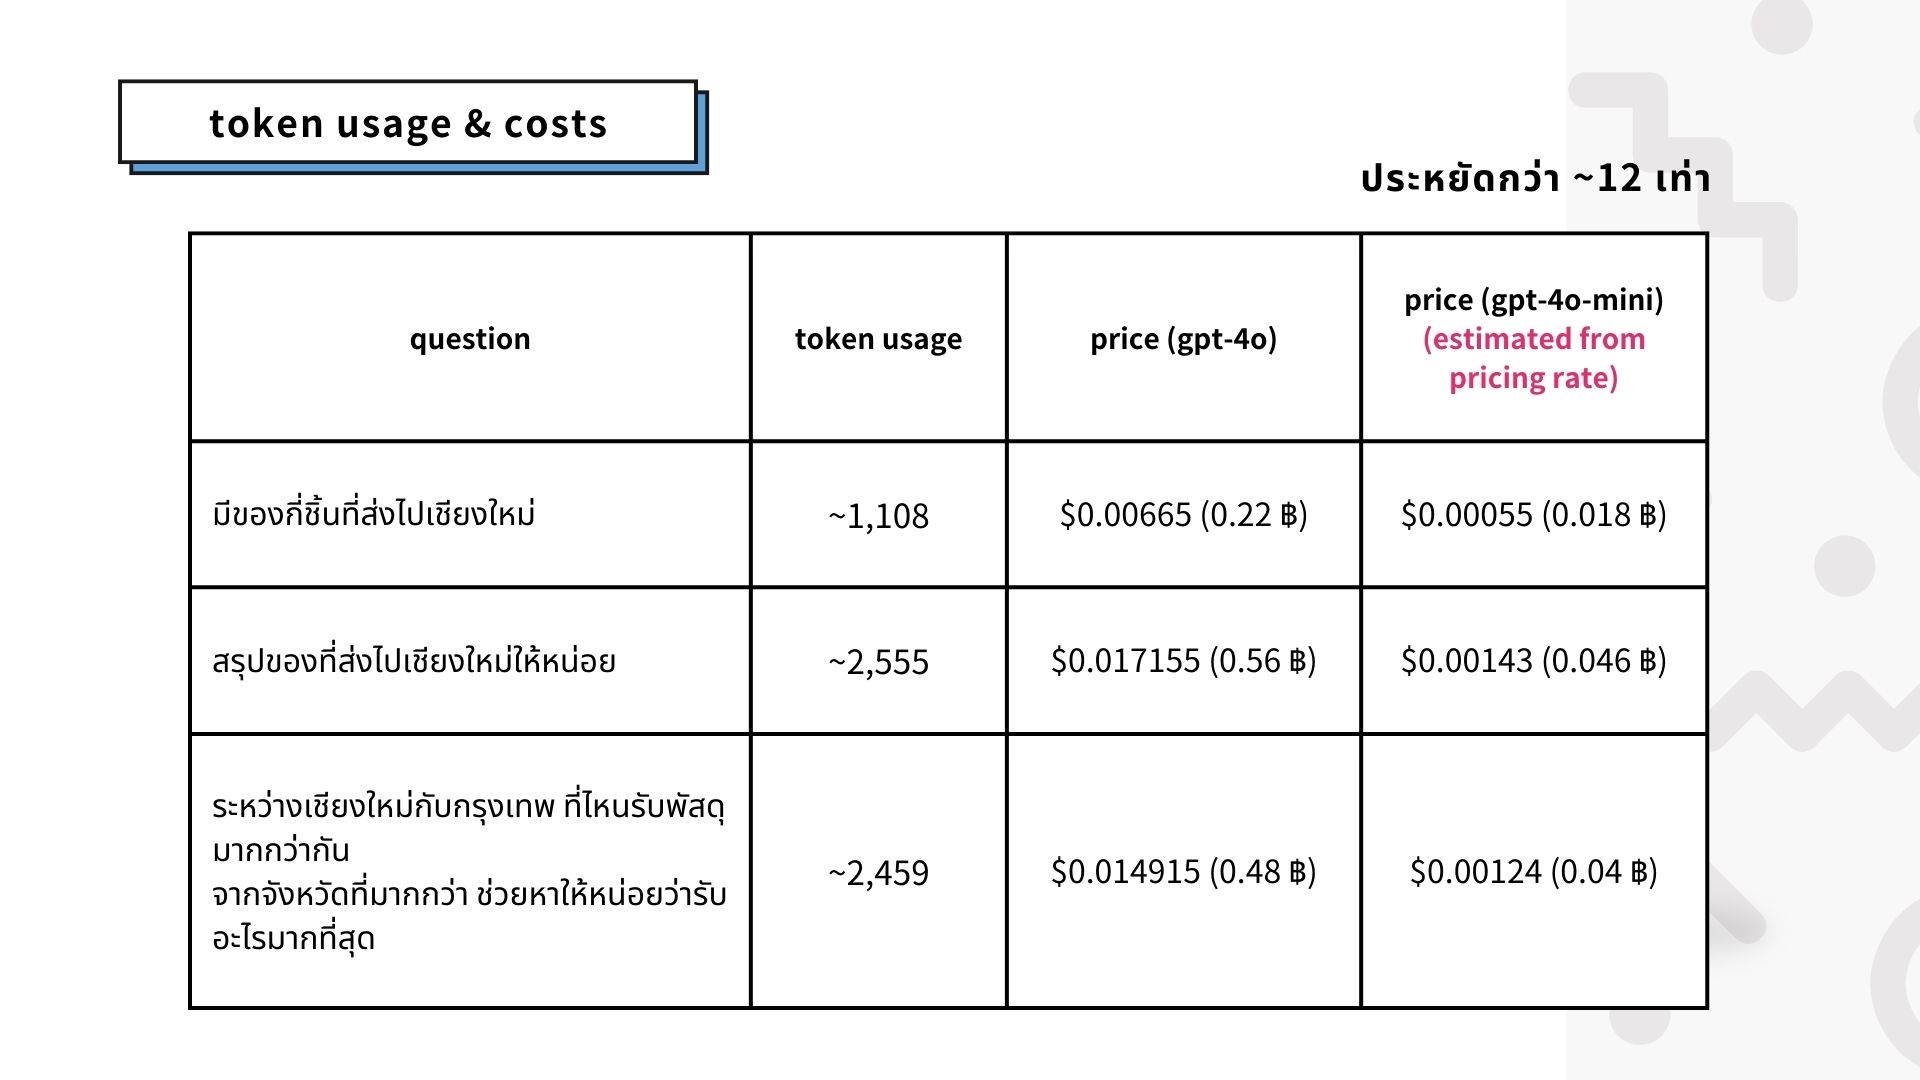 token usage & costs
ประหยัดกว่า ~12 เท่า
question
token usage
price (gpt-4o)
price (gpt-4o-mini)
(estimated from
pricing rate)
มีของกี่ชิ้นที่ส่งไปเชียงใหม่
~1,108
$0.00665 (0.22 ฿)
$0.00055 (0.018 ฿)
สรุปของที่ส่งไปเชียงใหม่ให้หน่อย
~2,555
$0.017155 (0.56 ฿)
$0.00143 (0.046 ฿)
ระหว่างเชียงใหม่กับกรุงเทพ ที่ไหนรับพัสดุ
มากกว่ากัน
จากจังหวัดที่มากกว่า ช่วยหาให้หน่อยว่ารับ
อะไรมากที่สุด
~2,459
$0.014915 (0.48 ฿)
$0.00124 (0.04 ฿)